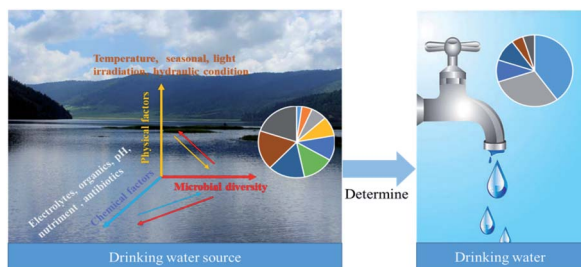 Temperature, seasonal, light
irradiation, hydraulic condition
Physical factors
Microbial diversity
Electrolytes, organics, pH,
nutriment , antibiotics
Chemical factors
Drinking water source
Determine
Drinking water